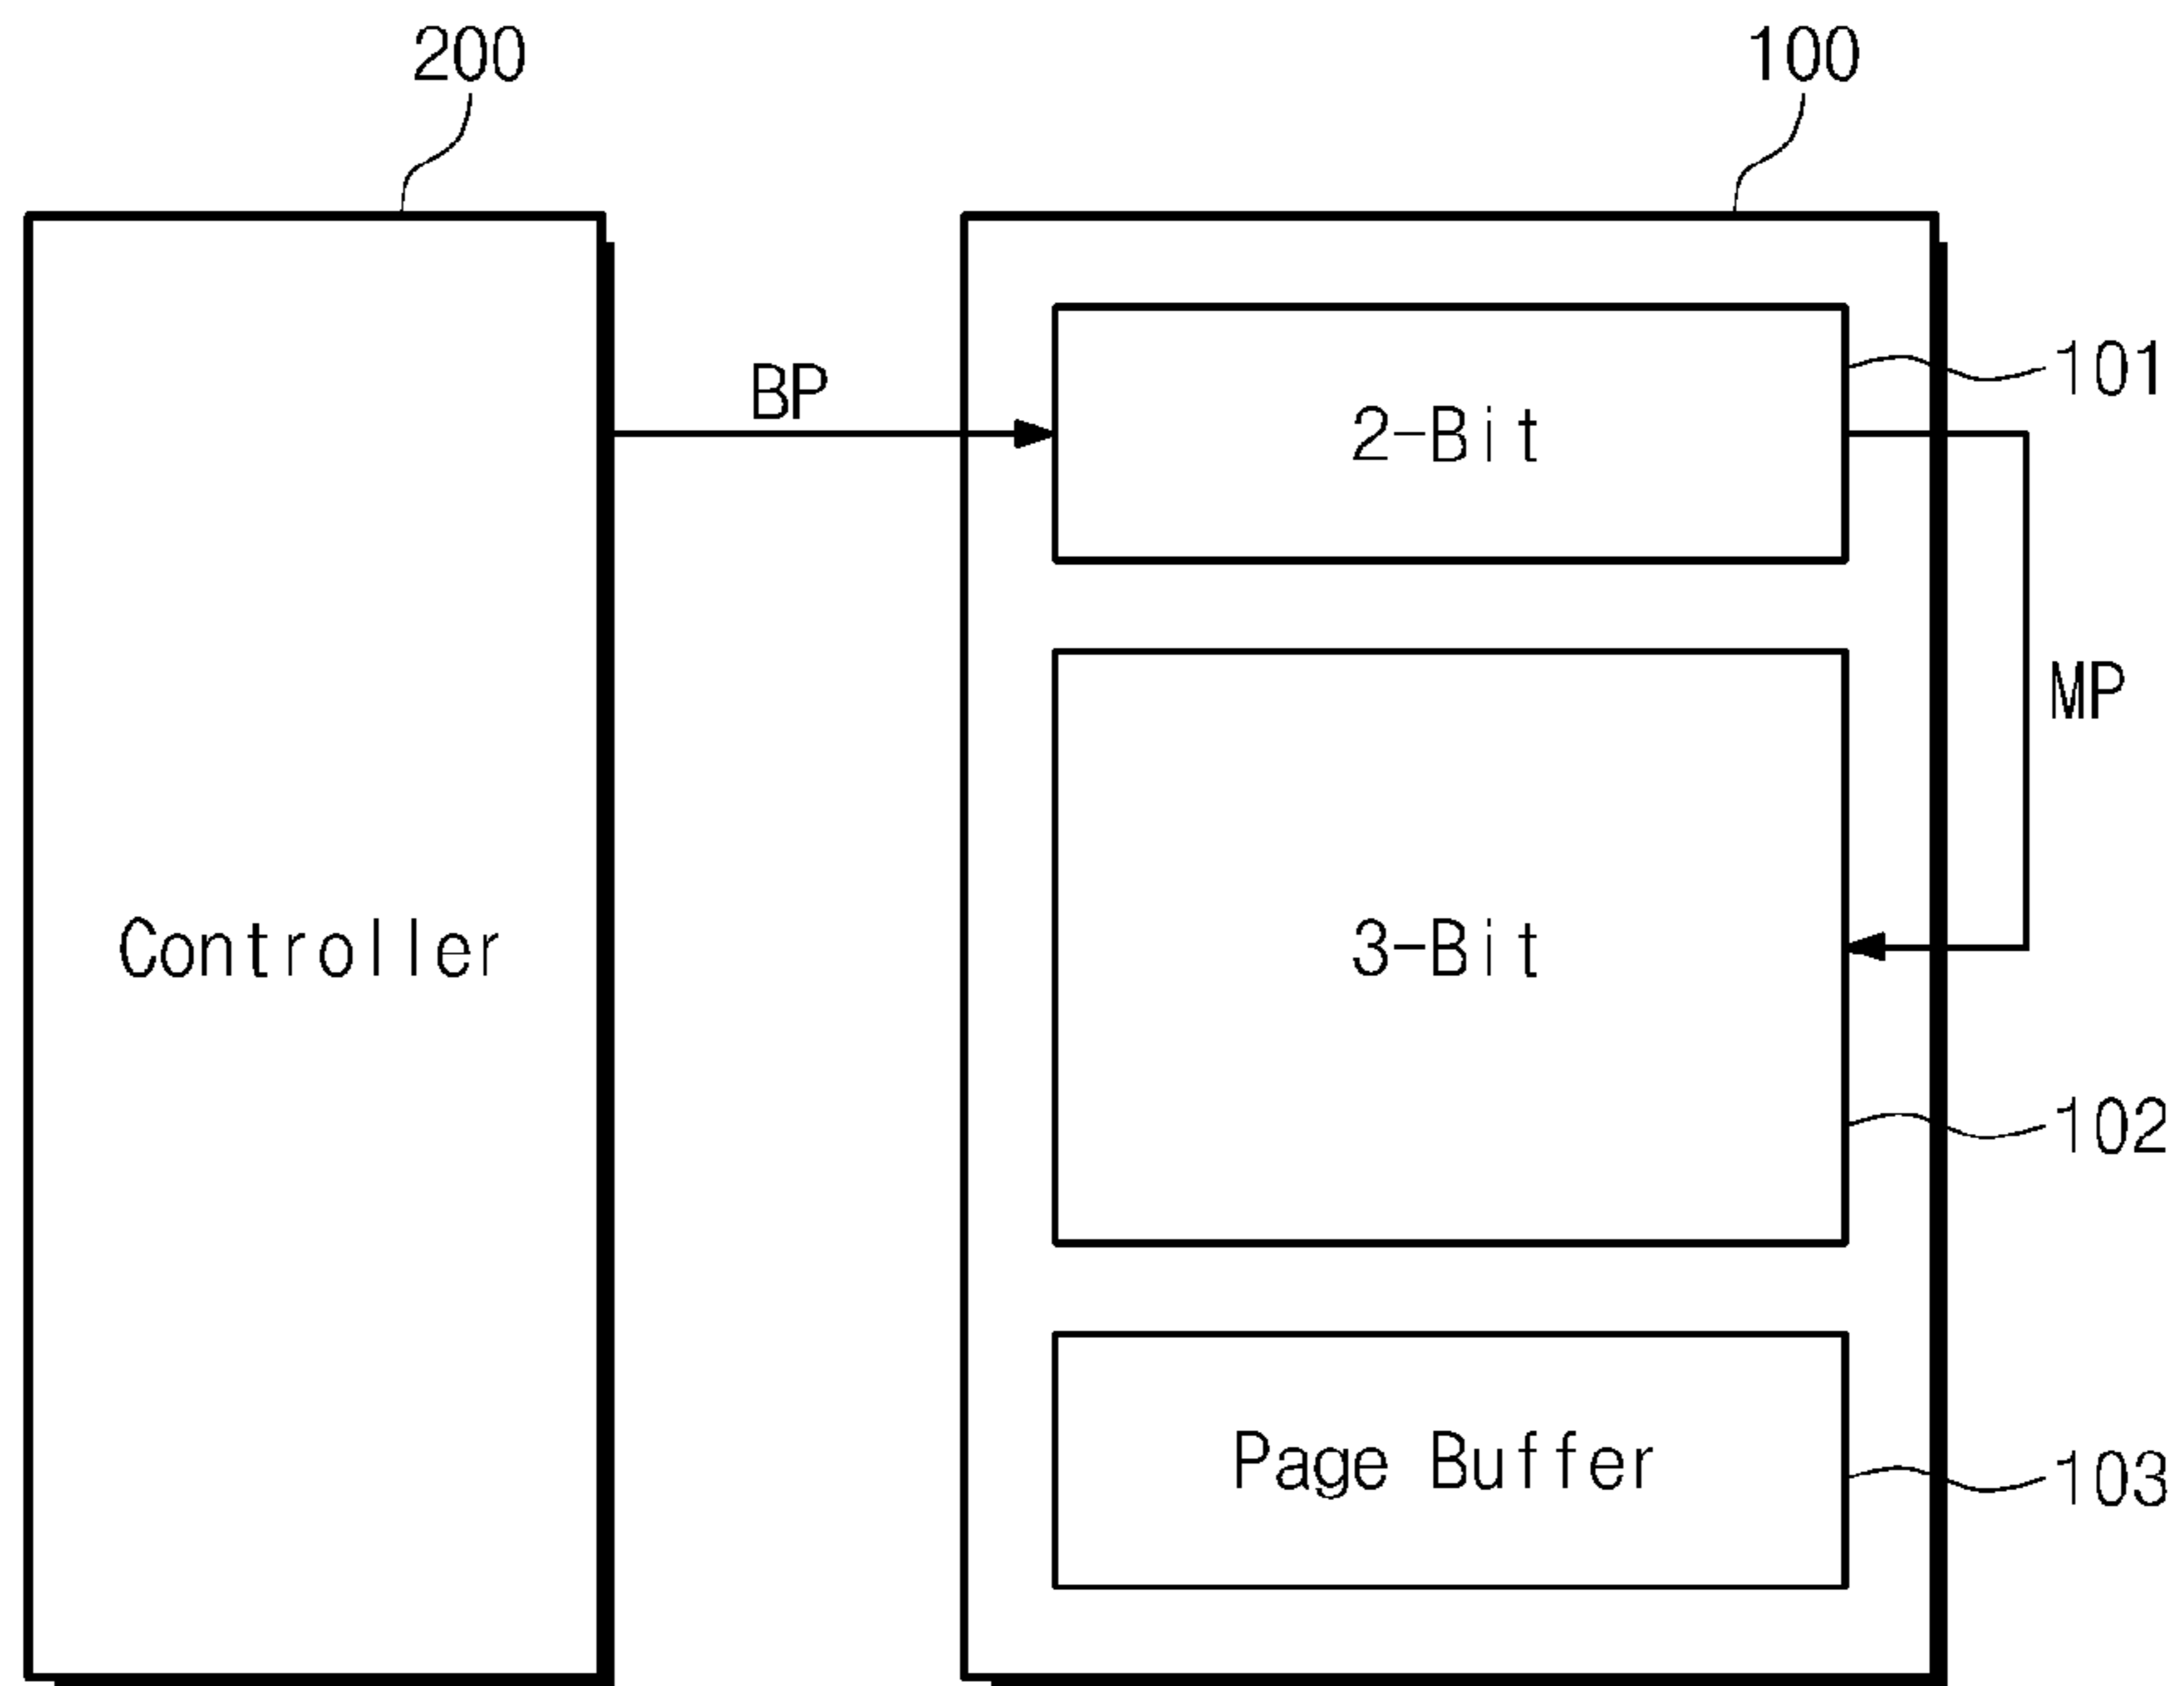 200
100
101
BP
2-Bit
MP
Controller
3-Bit
102
Page Buffer
103